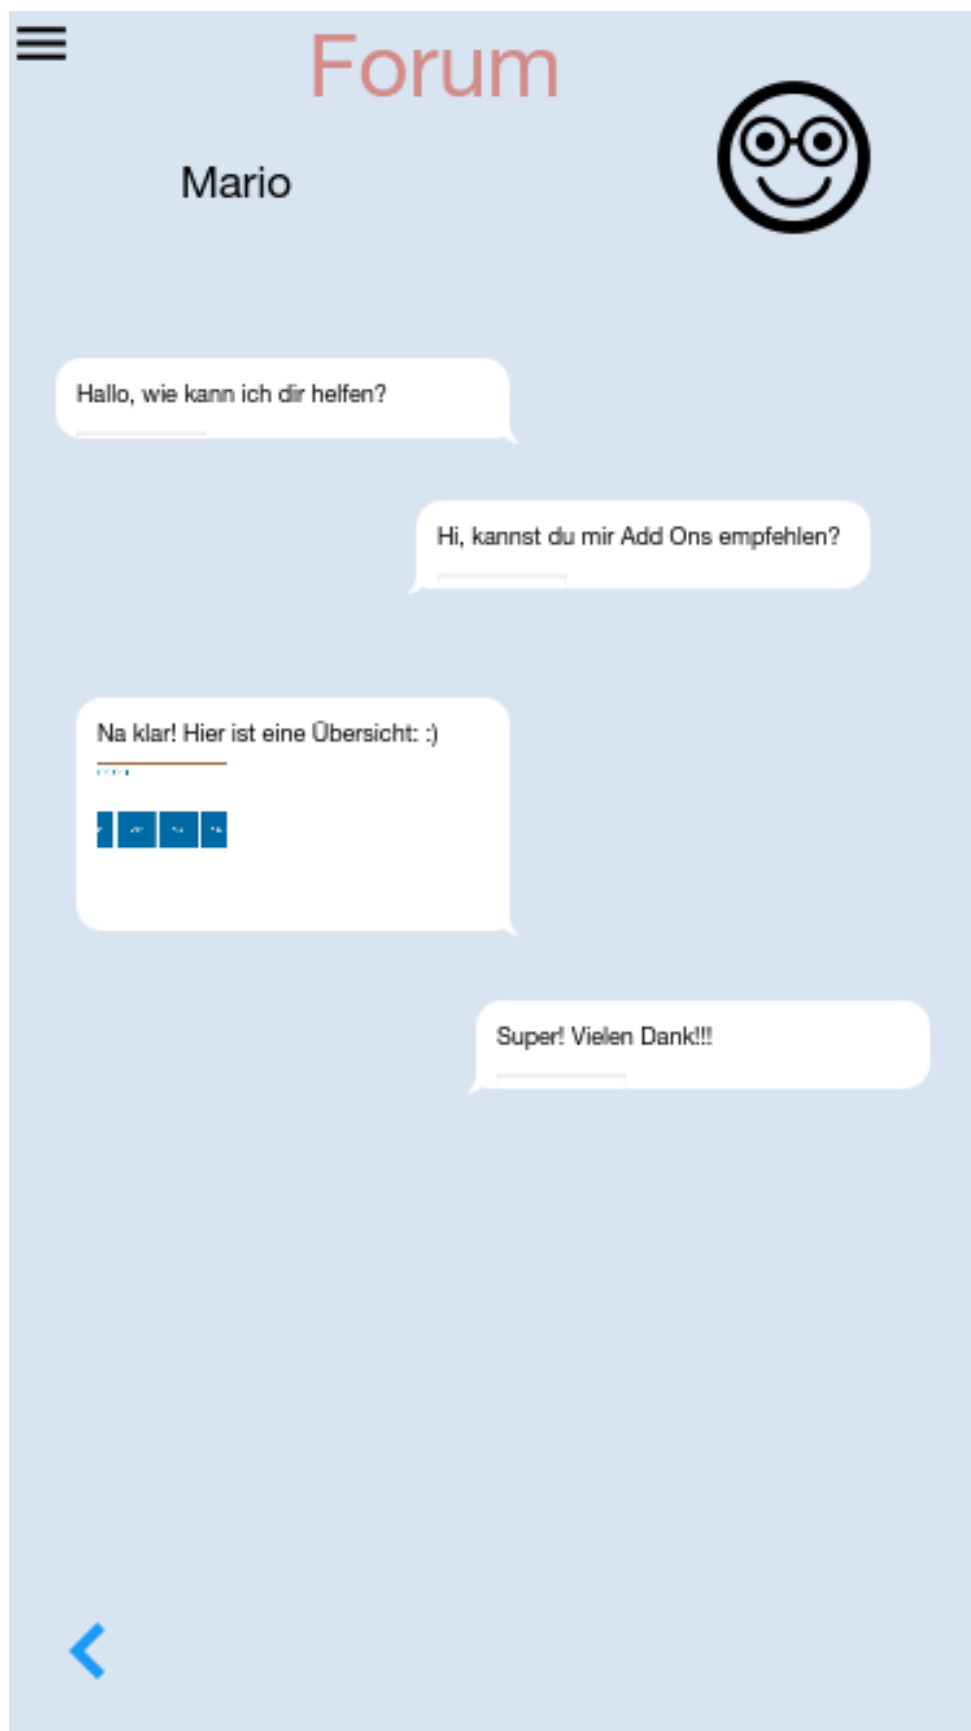 Forum
Mario
Hallo, wie kann ich dir helfen?
Hi, kannst du mir Add Ons empfehlen?
Na klar! Hier ist eine Übersicht: :)
Super! Vielen Dank!!!